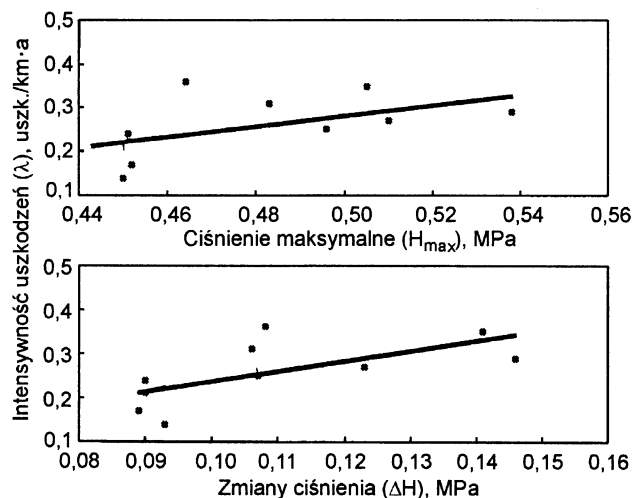 Intensywność uszkodzeń (λ), uszk./km·a
0,5
0,4
0,3
0,2
0,1
0,44 0,46 0,48 0,50 0,52 0,54 0,56
Ciśnienie maksymalne (Hmax), MPa
0,5
0,4
0,3
0,2
0,1
0,08 0,09 0,10 0,11 0,12 0,13 0,14 0,15 0,16
Zmiany ciśnienia (ΔH), MPa